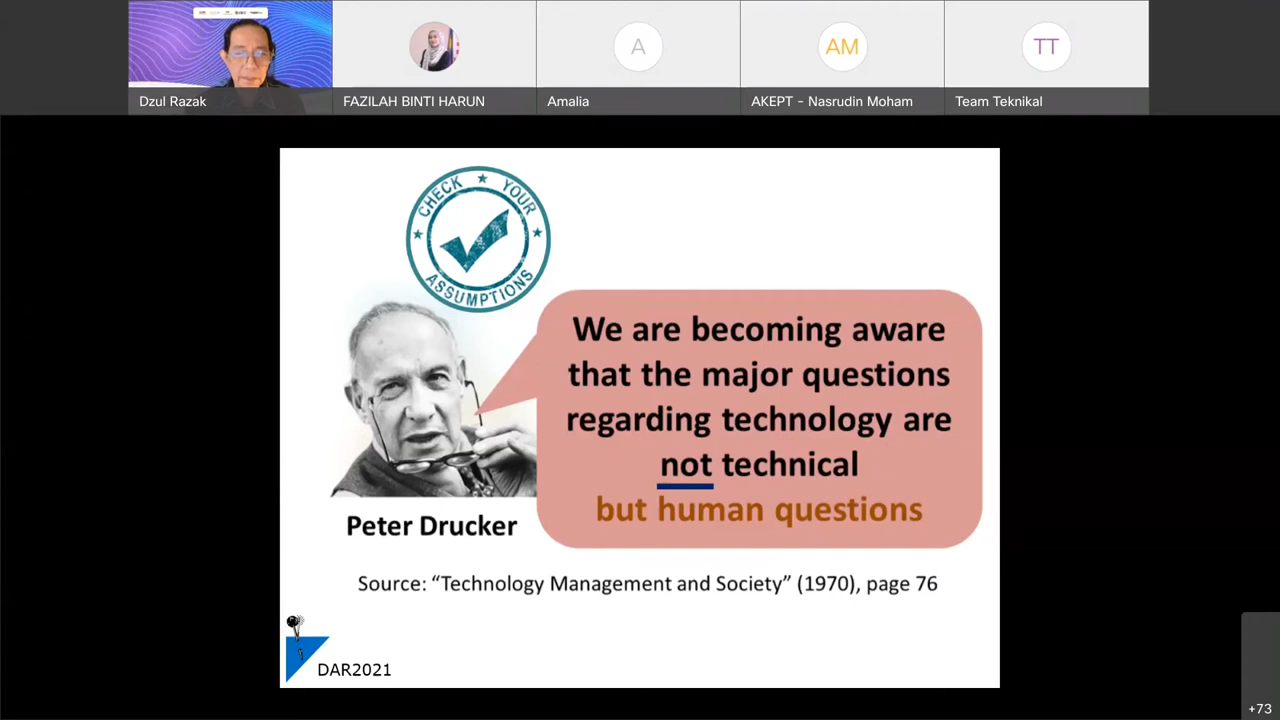 Dzul Razak
FAZILAH BINTI HARUN
A
Amalia
AM
AKEPT - Nasrudin Moham
TT
Team Teknikal
CHECK YOUR
ASSUMPTIONS
We are becoming aware
that the major questions
regarding technology are
not technical
but human questions
Peter Drucker
Source: “Technology Management and Society” (1970), page 76
DAR2021
+73